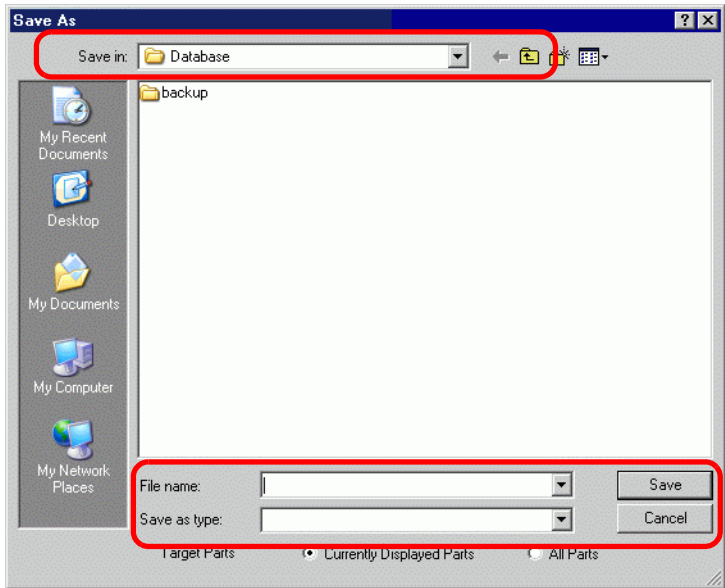 Save As
Save in: Database
backup
My Recent
Documents
Desktop
My Documents
My Computer
My Network
Places
File name:
Save
Save as type:
Cancel
Target Parts Currently Displayed Parts All Parts